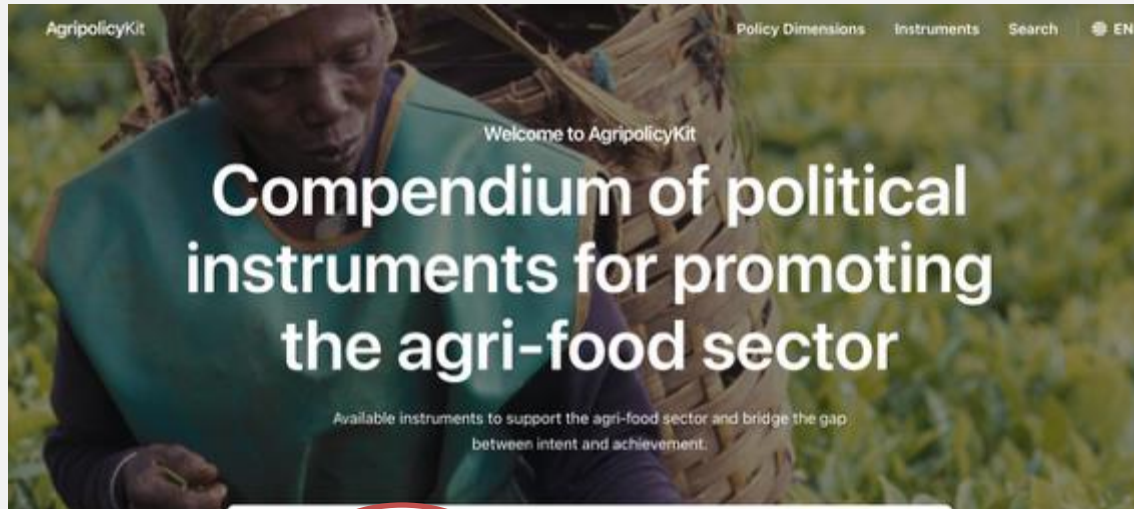 AgripolicyKit
Policy Dimensions Instruments Search EN
Welcome to AgripolicyKit
Compendium of political
instruments for promoting
the agri-food sector
Available instruments to support the agri-food sector and bridge the gap
between intent and achievement.